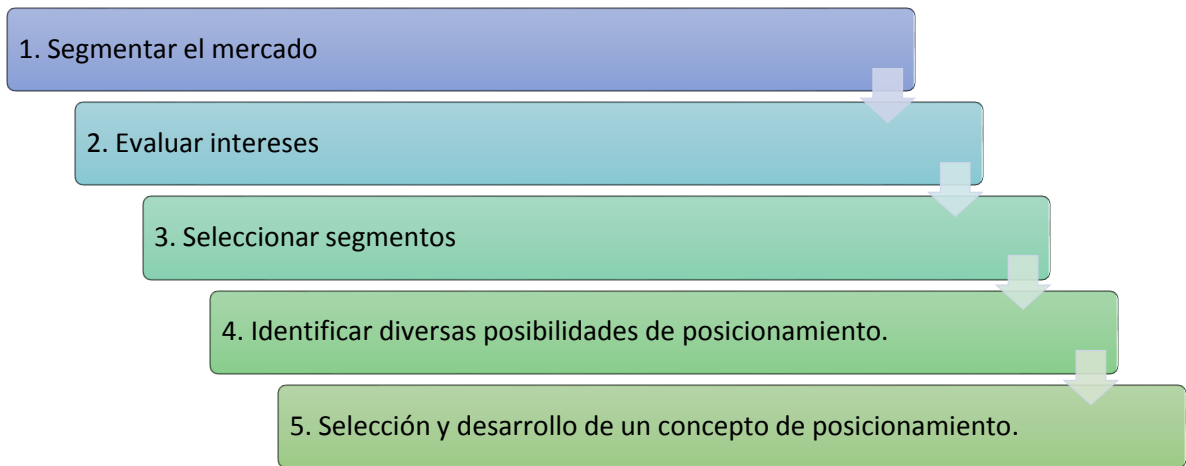 1. Segmentar el mercado
2. Evaluar intereses
3. Seleccionar segmentos
4. Identificar diversas posibilidades de posicionamiento.
5. Selección y desarrollo de un concepto de posicionamiento.